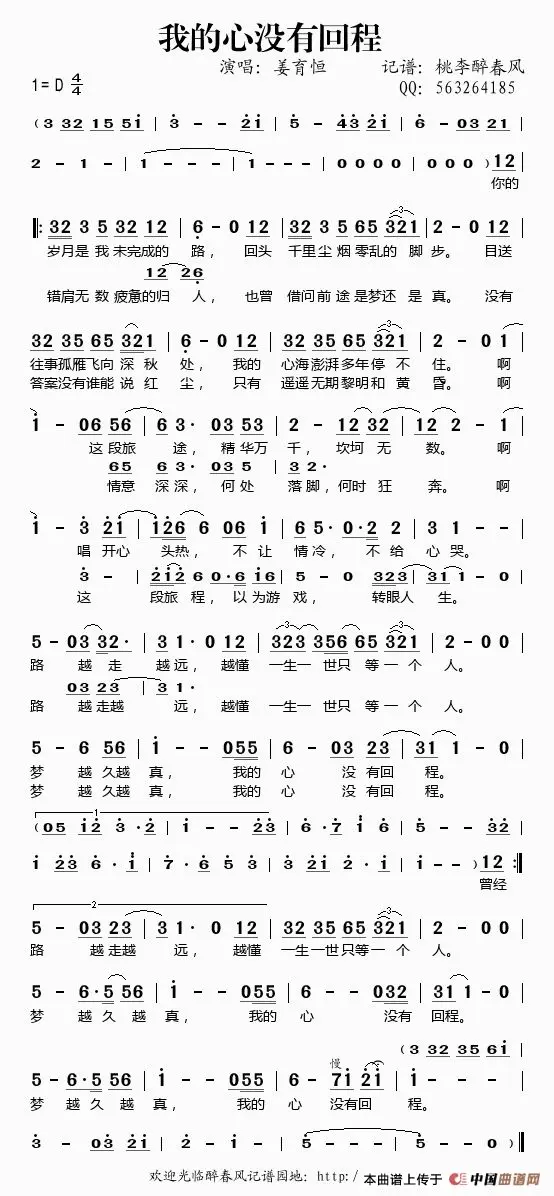 我的心没有回程
演唱：姜育恒 记谱：桃李醉春风
1=D 4/4 QQ：563264185
(3 32 15 5i | 3 - - 2i | 5 - 43 2i | 6 - 03 21 |
2 - 1 - | 1 - - - | 1 - - - | 0 0 0 0 | 0 0 0 ) 12
你的
‖: 32 3 5 32 12 | 6 - 0 12 | 32 3 5 65 321 | 2 - 0 12 |
岁月是我未完成的 路， 回头 千里尘烟零乱的脚步。 目送
12 26
错肩无数疲惫的归 人， 也曾 借问前途是梦还是真。 没有
32 35 65 321 | 6 - 0 12 | 32 35 65 321 | 2 - 0 1 |
往事孤雁飞向深秋 处， 我的 心海澎湃多年停不 住。 啊
答案没有谁能说红 尘， 只有 遥遥无期黎明和黄 昏。 啊
i - 06 56 | 6 3· 03 53 | 2 - 12 32 | 12 2 - 1 |
这段旅 途， 精华万 千， 坎坷 无 数。 啊
65 6 3· 03 5 | 3 2·
情意 深深， 何处 落脚， 何时 狂 奔。 啊
i - 3 2i | i26 6 06 i | 6 5· 0·2 2 | 3 1 - - |
唱 开心 头热， 不让 情冷， 不给 心哭。
3 - | 2i2 6 0·6 i6 | 5 - - 0 | 323 31 1 - 0 |
这 段旅程， 以为游 戏， 转眼人 生。
5 - 03 32· | 3 1· 0 12 | 323 356 65 321 | 2 - 0 0 |
路 越 走 越远， 越懂 一生一世只等一个 人。
03 23 | 3 1·
路 越走越 远， 越懂 一生一世只等一个 人。
5 - 6 56 | i - - 055 | 6 - 03 23 | 31 1 - 0 |
梦 越久越 真， 我的 心 没有回 程。
梦 越久越 真， 我的 心 没有回 程。
1
(05 i2 3·2 | i - - 23 | 6·7 i 6 | 5 - - 32 |
i 23 6· i | 7·6 5 3 | 3 2i 2· i | i - - ) 12 :‖
曾经
2
5 - 03 23 | 3 1· 0 12 | 32 35 65 321 | 2 - 0 0 |
路 越走越 远， 越懂 一生一世只等一个 人。
5 - 6·5 56 | i - - 055 | 6 - - 032 | 31 1 - 0 |
梦 越久越 真， 我的 心 没有 回程。
(3 32 35 6i |
慢
5 - 6·5 56 | i - - 055 | 6 - 7i 2i | 1 - - - |
梦 越久越 真， 我的 心 没有回 程。
3 - 03 2i | 2 - - i | 5 - - - | 5 - - 0) ‖
欢迎光临醉春风记谱园地：http:/ 本曲谱上传于 中国曲谱网